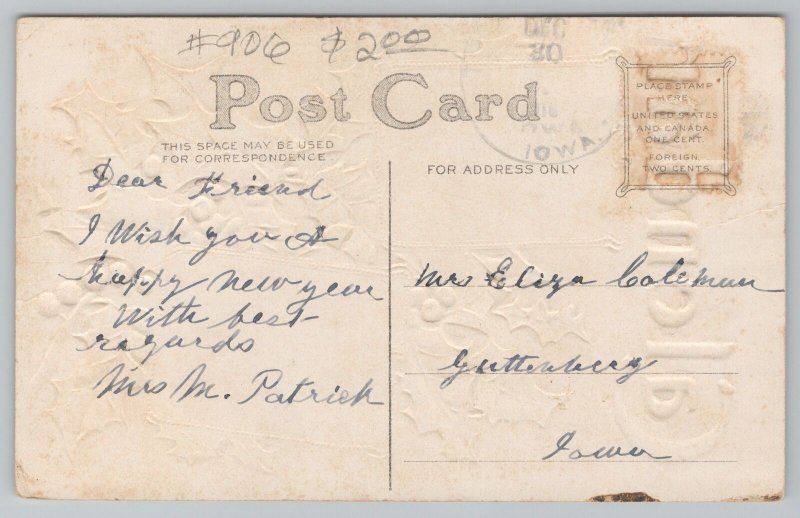 #906 $2.00
DEC
Post Card
THIS SPACE MAY BE USED
FOR CORRESPONDENCE
FOR ADDRESS ONLY
IOWA
PLACE STAMP
HERE
UNITED STATES
AND CANADA
ONE CENT.
FOREIGN
TWO CENTS.
Dear Friend
I Wish you A
happy New year
With best
regards
Mrs M. Patrick
Mrs Eliza Coleman
Guttenberg
Iowa